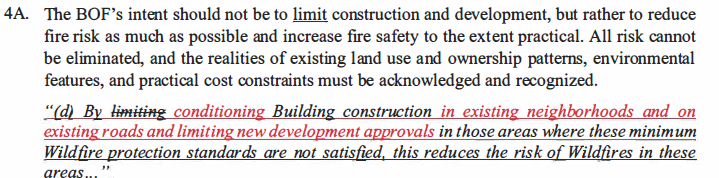 4A. The BOF's intent should not be to limit construction and development, but rather to reduce
fire risk as much as possible and increase fire safety to the extent practical. All risk cannot
be eliminated, and the realities of existing land use and ownership patterns, environmental
features, and practical cost constraints must be acknowledged and recognized.
“(d) By limiting conditioning Building construction in existing neighborhoods and on
existing roads and limiting new development approvals in those areas where these minimum
Wildfire protection standards are not satisfied, this reduces the risk of Wildfires in these
areas...”